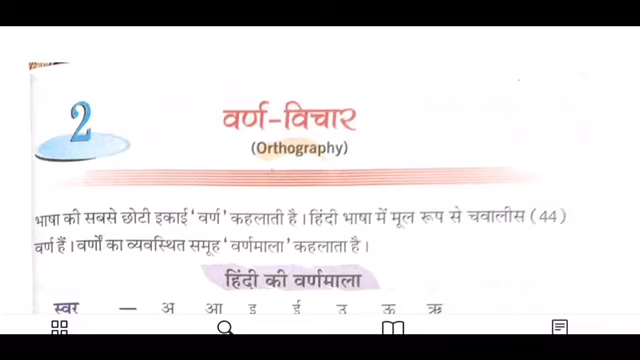 2
वर्ण-विचार
(Orthography)
भाषा की सबसे छोटी इकाई ‘वर्ण’ कहलाती है। हिंदी भाषा में मूल रूप से चवालीस (44)
वर्ण हैं। वर्णों का व्यवस्थित समूह ‘वर्णमाला’ कहलाता है।
हिंदी की वर्णमाला
स्वर — अ आ इ ई उ ऊ ऋ